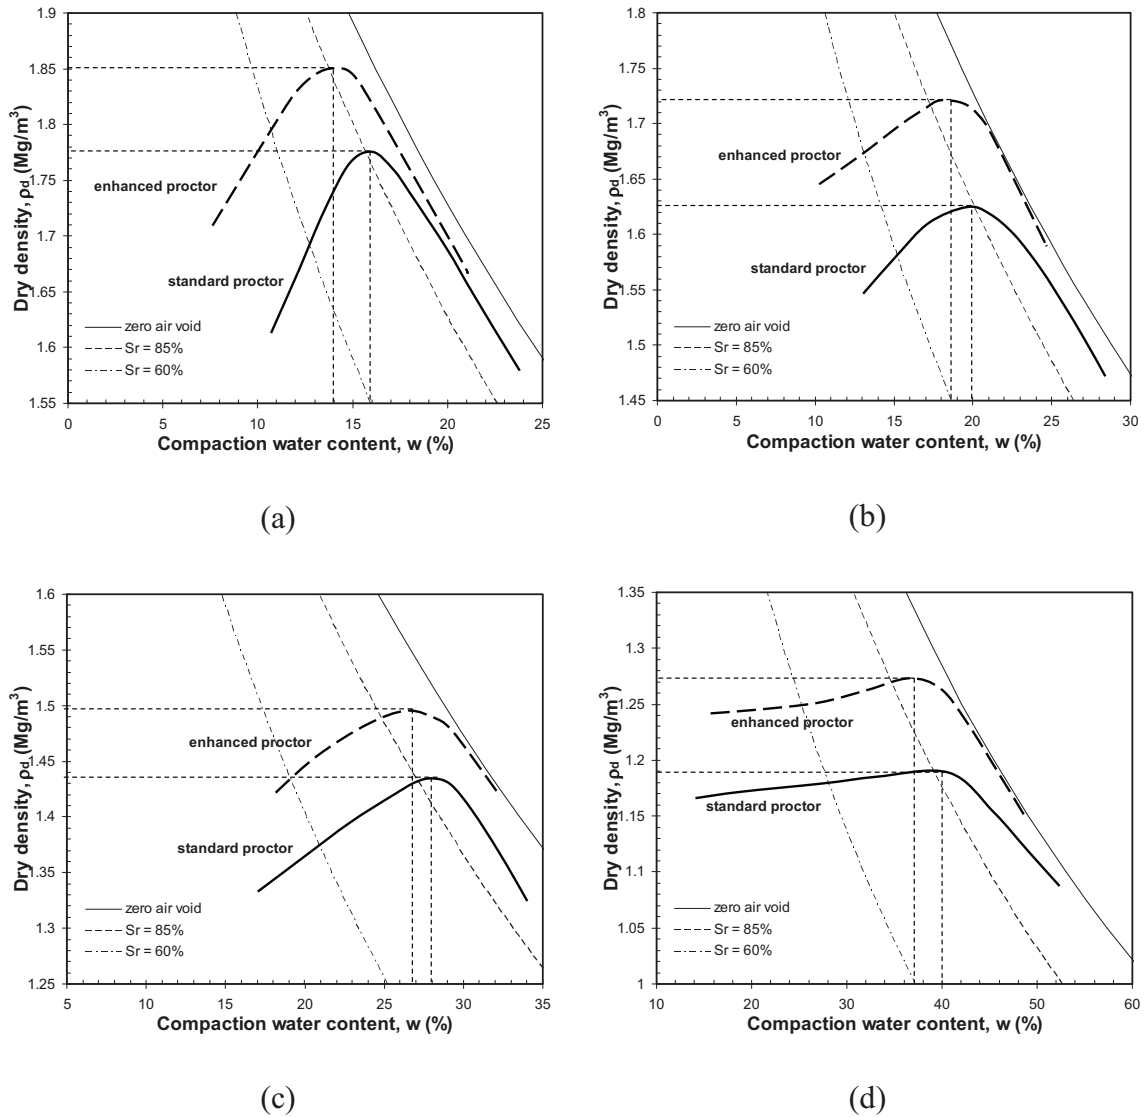 1.9
1.85
1.8
1.75
1.7
1.65
1.6
1.55
Dry density, ρd (Mg/m3)
enhanced proctor
standard proctor
zero air void
Sr = 85%
Sr = 60%
0 5 10 15 20 25
Compaction water content, w (%)
(a)
1.8
1.75
1.7
1.65
1.6
1.55
1.5
1.45
Dry density, ρd (Mg/m3)
enhanced proctor
standard proctor
zero air void
Sr = 85%
Sr = 60%
0 5 10 15 20 25 30
Compaction water content, w (%)
(b)
1.6
1.55
1.5
1.45
1.4
1.35
1.3
1.25
Dry density, ρd (Mg/m3)
enhanced proctor
standard proctor
zero air void
Sr = 85%
Sr = 60%
5 10 15 20 25 30 35
Compaction water content, w (%)
(c)
1.35
1.3
1.25
1.2
1.15
1.1
1.05
1
Dry density, ρd (Mg/m3)
enhanced proctor
standard proctor
zero air void
Sr = 85%
Sr = 60%
10 20 30 40 50 60
Compaction water content, w (%)
(d)